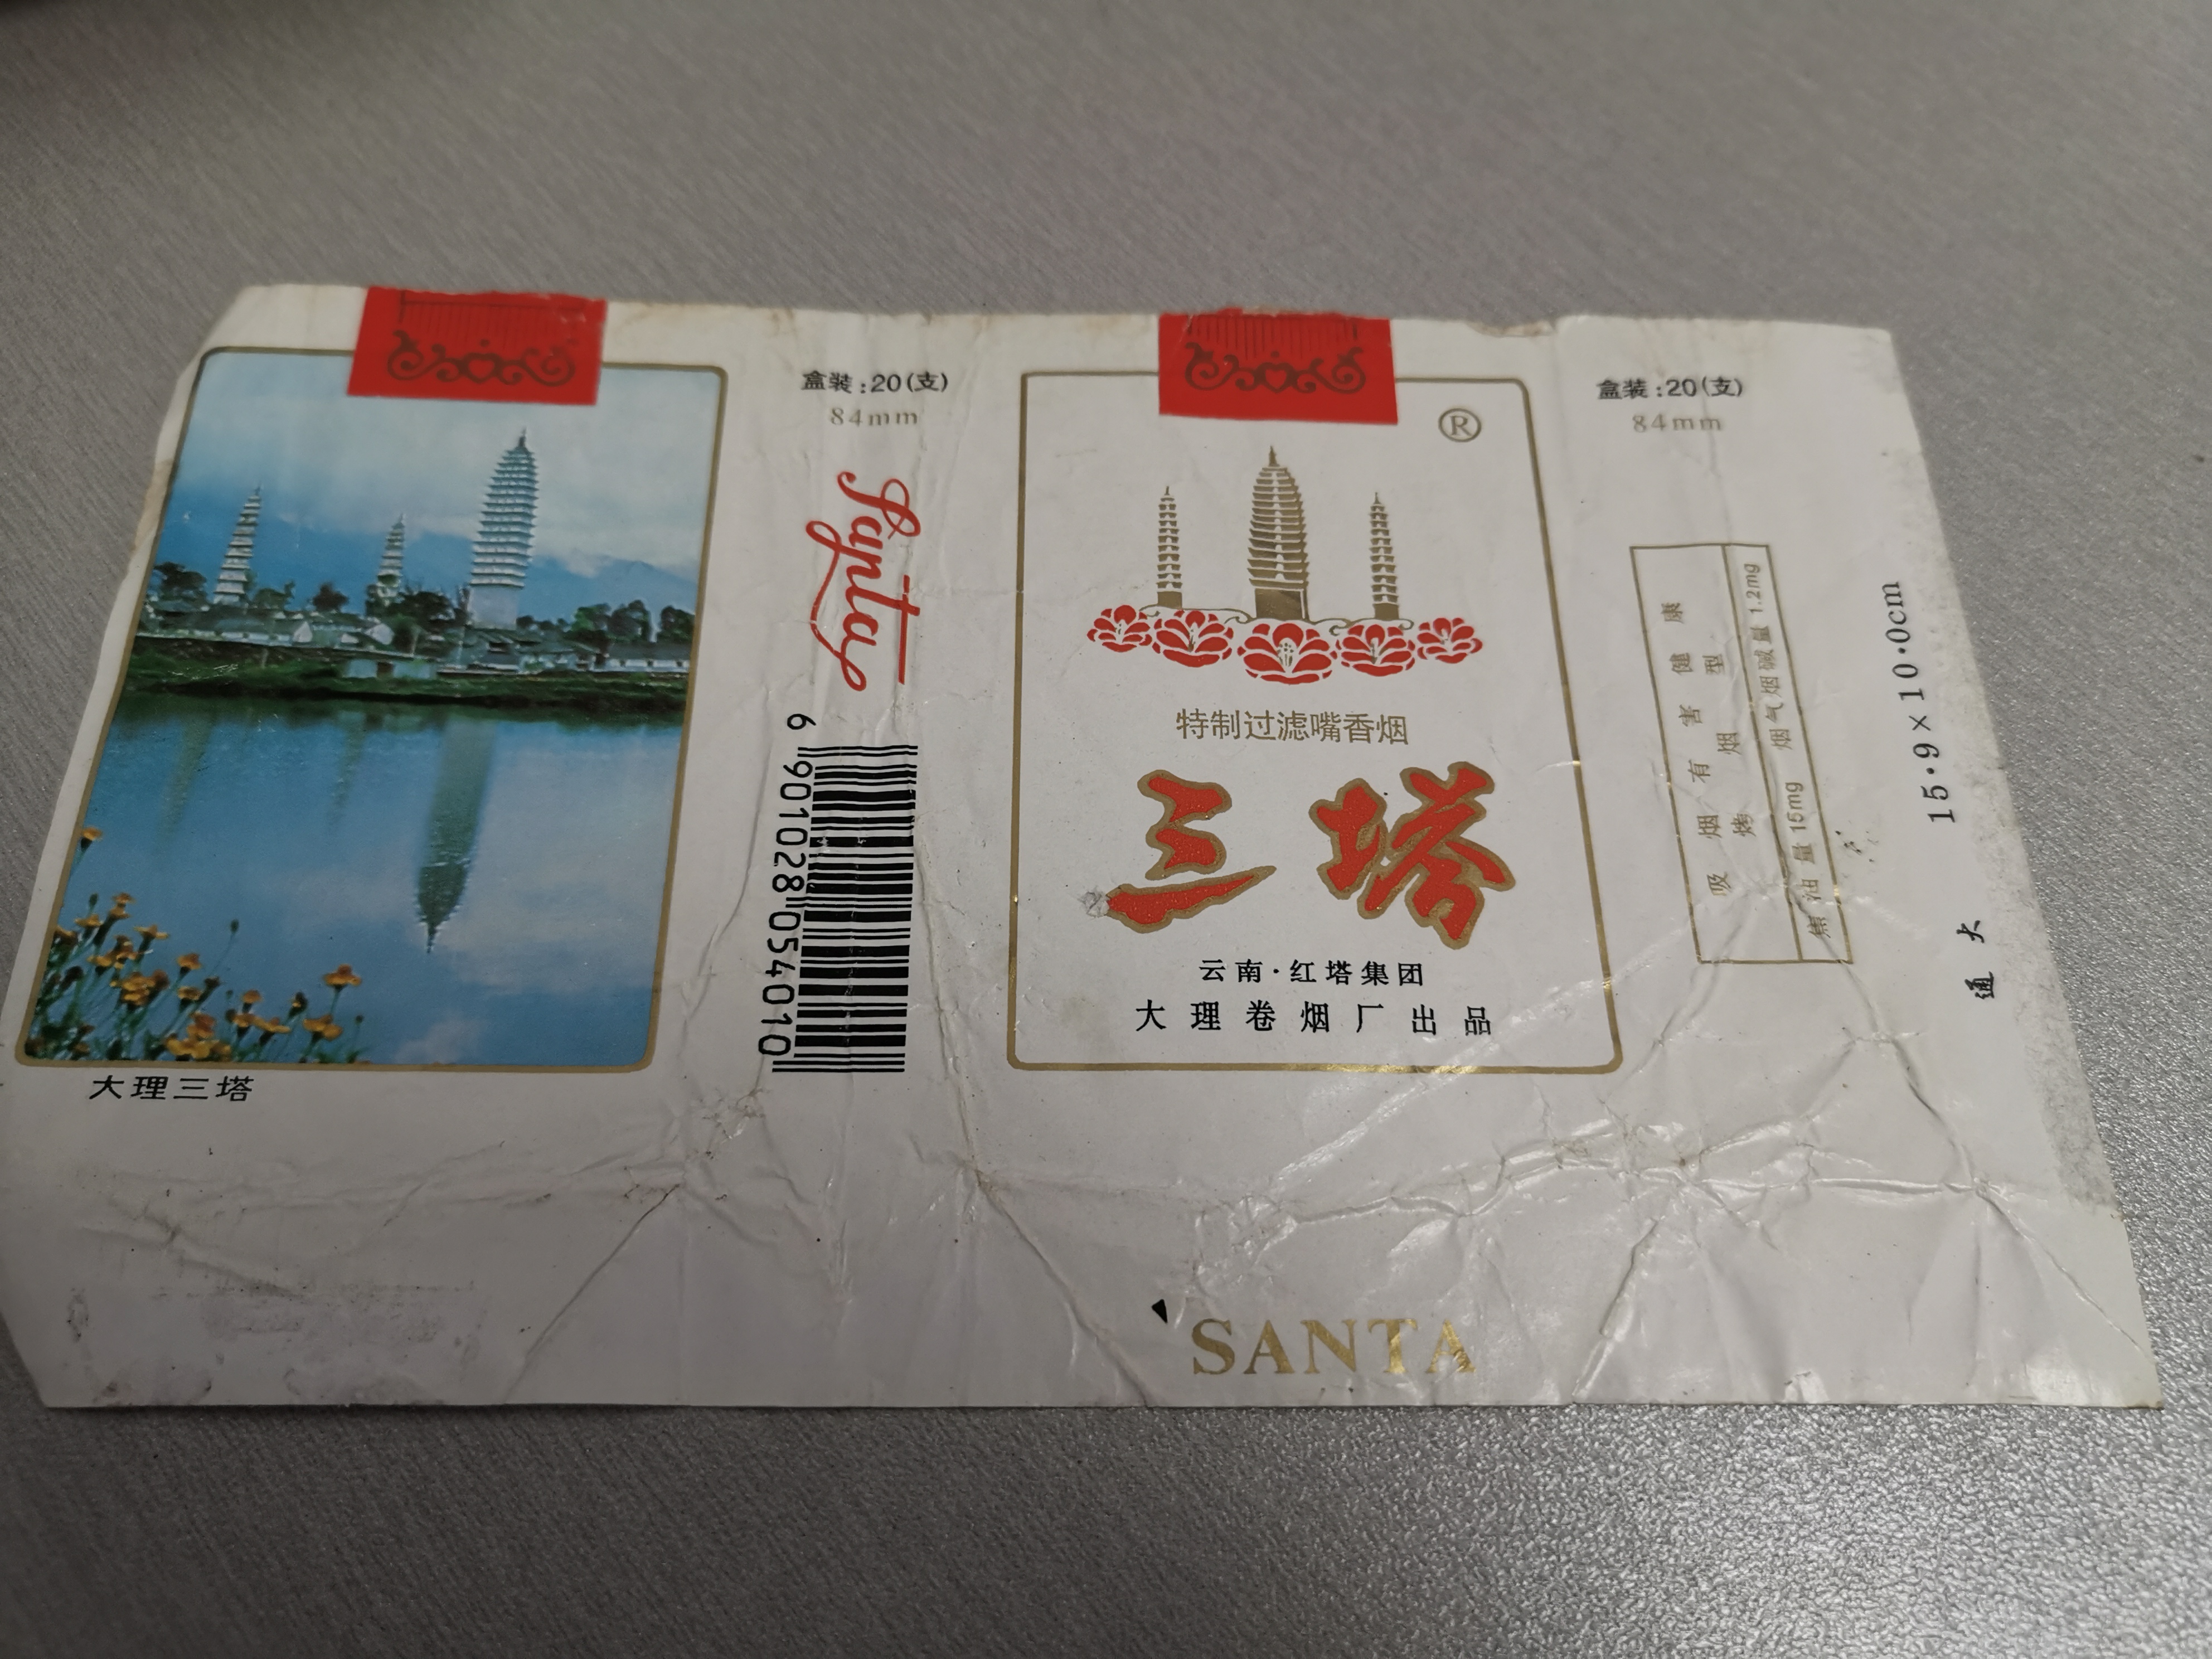 大理三塔
盒装:20(支)
84mm
Santa
6 901028 054010
®
特制过滤嘴香烟
三塔
云南·红塔集团
大理卷烟厂出品
SANTA
盒装:20(支)
84mm
吸烟有害健康
烤烟型
焦油量 15mg 烟气烟碱量 1.2mg
15·9×10·0cm
通大